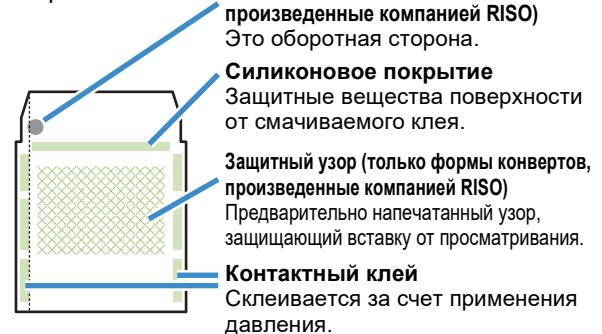 произведенные компанией RISO)
Это оборотная сторона.
Силиконовое покрытие
Защитные вещества поверхности
от смачиваемого клея.
Защитный узор (только формы конвертов,
произведенные компанией RISO)
Предварительно напечатанный узор,
защищающий вставку от просматривания.
Контактный клей
Склеивается за счет применения
давления.